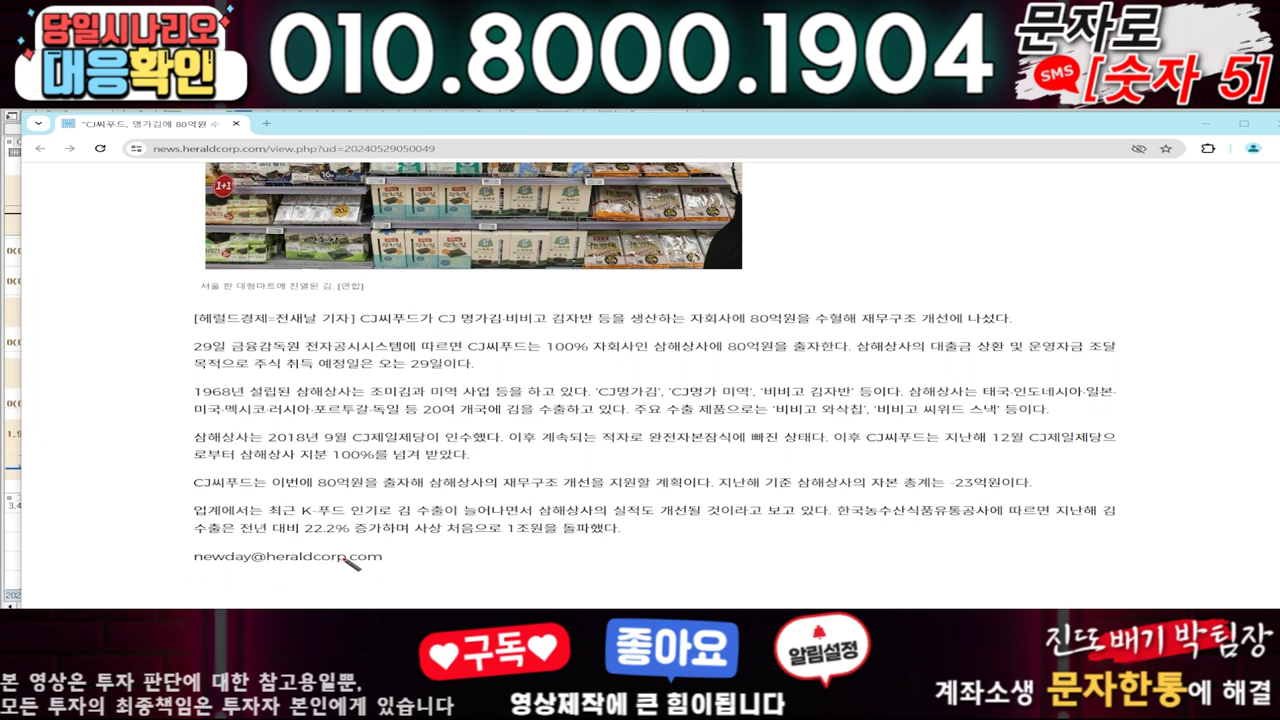 당일시나리오
대응확인
010.8000.1904
문자로
SMS
[숫자 5]
"CJ씨푸드, 명가김에 80억원 수
news.heraldcorp.com/view.php?ud=20240529050049
1+1
서울 한 대형마트에 진열된 김. [연합]
[헤럴드경제=전새날 기자] CJ씨푸드가 CJ 명가김·비비고 김자반 등을 생산하는 자회사에 80억원을 수혈해 재무구조 개선에 나섰다.
29일 금융감독원 전자공시시스템에 따르면 CJ씨푸드는 100% 자회사인 삼해상사에 80억원을 출자한다. 삼해상사의 대출금 상환 및 운영자금 조달
목적으로 주식 취득 예정일은 오는 29일이다.
1968년 설립된 삼해상사는 조미김과 미역 사업 등을 하고 있다. ‘CJ명가김’, ‘CJ명가 미역’, ‘비비고 김자반’ 등이다. 삼해상사는 태국·인도네시아·일본·
미국·멕시코·러시아·포르투갈·독일 등 20여 개국에 김을 수출하고 있다. 주요 수출 제품으로는 ‘비비고 와삭칩’, ‘비비고 씨위드 스낵’ 등이다.
삼해상사는 2018년 9월 CJ제일제당이 인수했다. 이후 계속되는 적자로 완전자본잠식에 빠진 상태다. 이후 CJ씨푸드는 지난해 12월 CJ제일제당으
로부터 삼해상사 지분 100%를 넘겨 받았다.
CJ씨푸드는 이번에 80억원을 출자해 삼해상사의 재무구조 개선을 지원할 계획이다. 지난해 기준 삼해상사의 자본 총계는 -23억원이다.
업계에서는 최근 K-푸드 인기로 김 수출이 늘어나면서 삼해상사의 실적도 개선될 것이라고 보고 있다. 한국농수산식품유통공사에 따르면 지난해 김
수출은 전년 대비 22.2% 증가하며 사상 처음으로 1조원을 돌파했다.
newday@heraldcorp.com
구독
좋아요
알림설정
진또배기 박팀장
본 영상은 투자 판단에 대한 참고용일뿐,
모든 투자의 최종책임은 투자자 본인에게 있습니다
영상제작에 큰 힘이됩니다
계좌소생 문자한통에 해결